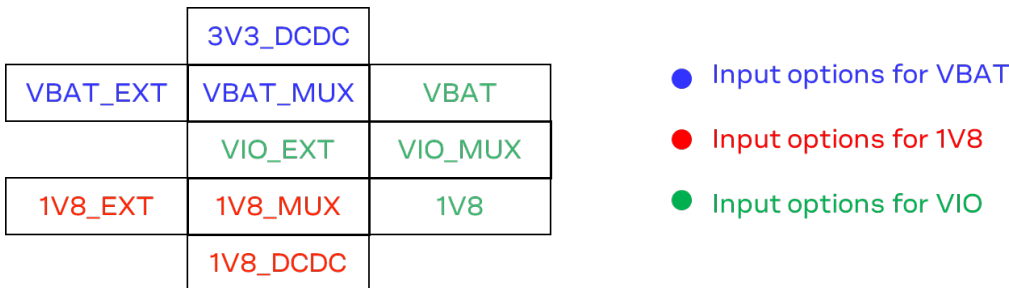 3V3_DCDC
VBAT_EXT VBAT_MUX VBAT
VIO_EXT VIO_MUX
1V8_EXT 1V8_MUX 1V8
1V8_DCDC
Input options for VBAT
Input options for 1V8
Input options for VIO